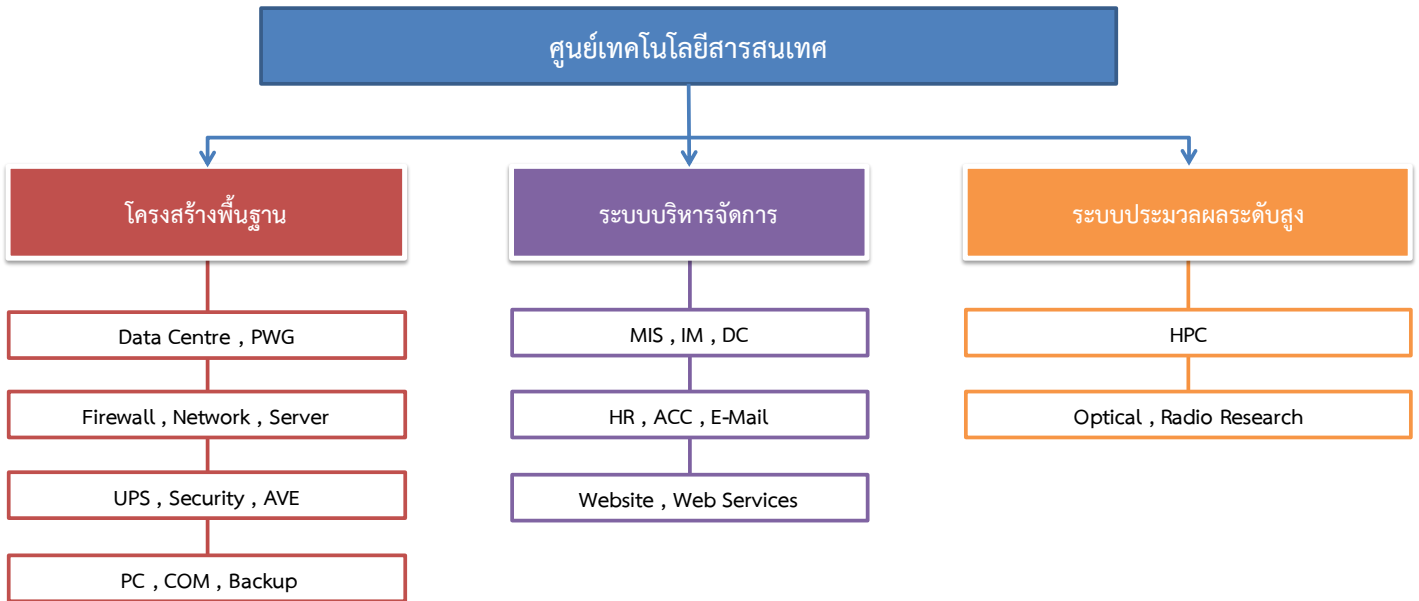 ศูนย์เทคโนโลยีสารสนเทศ
โครงสร้างพื้นฐาน
Data Centre , PWG
Firewall , Network , Server
UPS , Security , AVE
PC , COM , Backup
ระบบบริหารจัดการ
MIS , IM , DC
HR , ACC , E-Mail
Website , Web Services
ระบบประมวลผลระดับสูง
HPC
Optical , Radio Research